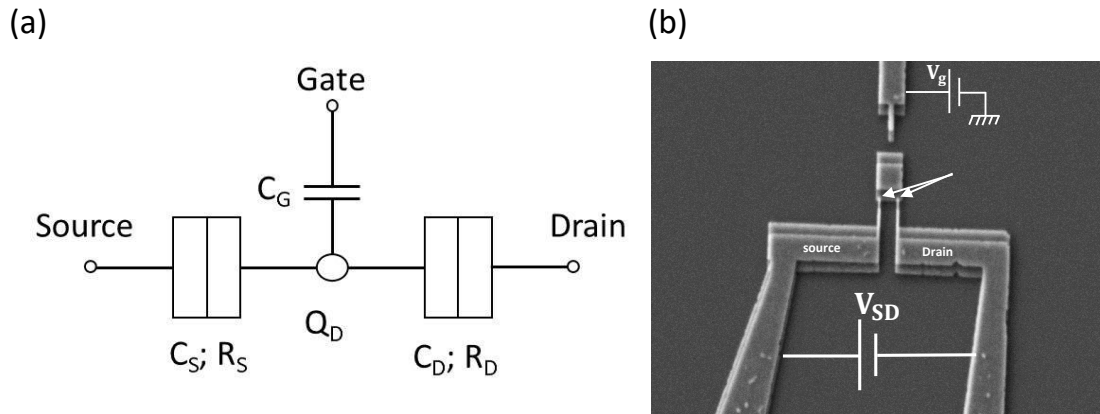 (a)
Gate
C_G
Source
Drain
Q_D
C_S; R_S
C_D; R_D
(b)
V_g
source
Drain
V_SD